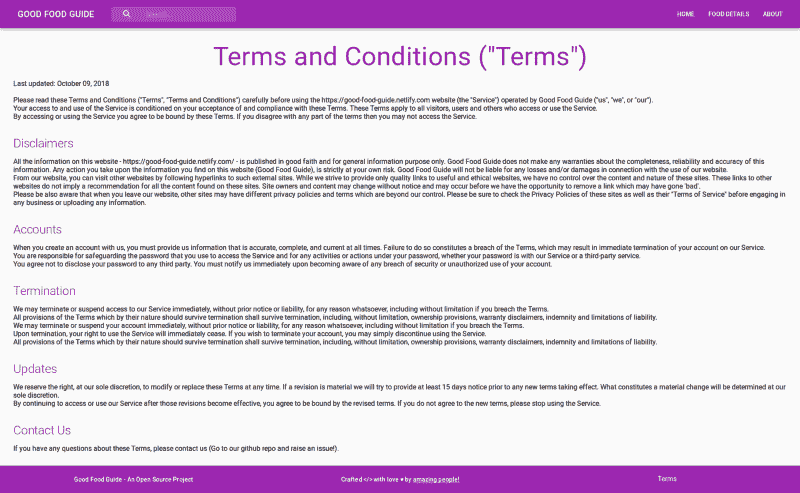 GOOD FOOD GUIDE
Search...
HOME FOOD DETAILS ABOUT
Terms and Conditions ("Terms")
Last updated: October 09, 2018
Please read these Terms and Conditions ("Terms", "Terms and Conditions") carefully before using the https://good-food-guide.netlify.com website (the "Service") operated by Good Food Guide ("us", "we", or "our").
Your access to and use of the Service is conditioned on your acceptance of and compliance with these Terms. These Terms apply to all visitors, users and others who access or use the Service.
By accessing or using the Service you agree to be bound by these Terms. If you disagree with any part of the terms then you may not access the Service.
Disclaimers
All the information on this website - https://good-food-guide.netlify.com/ - is published in good faith and for general information purpose only. Good Food Guide does not make any warranties about the completeness, reliability and accuracy of this
information. Any action you take upon the information you find on this website (Good Food Guide), is strictly at your own risk. Good Food Guide will not be liable for any losses and/or damages in connection with the use of our website.
From our website, you can visit other websites by following hyperlinks to such external sites. While we strive to provide only quality links to useful and ethical websites, we have no control over the content and nature of these sites. These links to other
websites do not imply a recommendation for all the content found on these sites. Site owners and content may change without notice and may occur before we have the opportunity to remove a link which may have gone 'bad'.
Please be also aware that when you leave our website, other sites may have different privacy policies and terms which are beyond our control. Please be sure to check the Privacy Policies of these sites as well as their "Terms of Service" before engaging in
any business or uploading any information.
Accounts
When you create an account with us, you must provide us information that is accurate, complete, and current at all times. Failure to do so constitutes a breach of the Terms, which may result in immediate termination of your account on our Service.
You are responsible for safeguarding the password that you use to access the Service and for any activities or actions under your password, whether your password is with our Service or a third-party service.
You agree not to disclose your password to any third party. You must notify us immediately upon becoming aware of any breach of security or unauthorized use of your account.
Termination
We may terminate or suspend access to our Service immediately, without prior notice or liability, for any reason whatsoever, including without limitation if you breach the Terms.
All provisions of the Terms which by their nature should survive termination shall survive termination, including, without limitation, ownership provisions, warranty disclaimers, indemnity and limitations of liability.
We may terminate or suspend your account immediately, without prior notice or liability, for any reason whatsoever, including without limitation if you breach the Terms.
Upon termination, your right to use the Service will immediately cease. If you wish to terminate your account, you may simply discontinue using the Service.
All provisions of the Terms which by their nature should survive termination shall survive termination, including, without limitation, ownership provisions, warranty disclaimers, indemnity and limitations of liability.
Updates
We reserve the right, at our sole discretion, to modify or replace these Terms at any time. If a revision is material we will try to provide at least 15 days notice prior to any new terms taking effect. What constitutes a material change will be determined at our
sole discretion.
By continuing to access or use our Service after those revisions become effective, you agree to be bound by the revised terms. If you do not agree to the new terms, please stop using the Service.
Contact Us
If you have any questions about these Terms, please contact us (Go to our github repo and raise an issue!).
Good Food Guide - An Open Source Project
Crafted </> with love ♥ by amazing people!
Terms